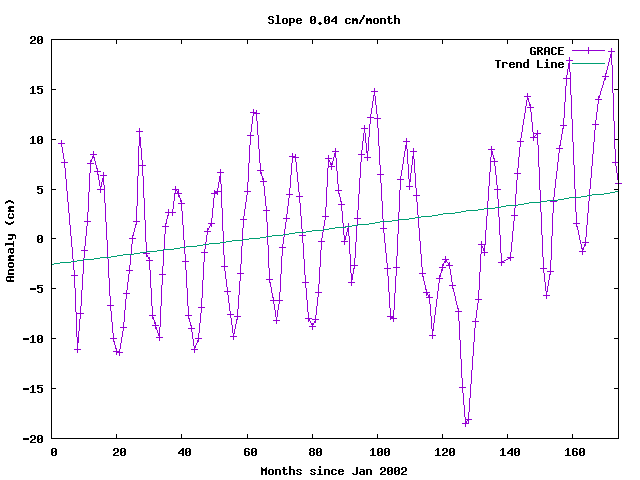 Slope 0.04 cm/month
GRACE
Trend Line
20
15
10
5
0
-5
-10
-15
-20
Anomaly (cm)
0 20 40 60 80 100 120 140 160
Months since Jan 2002